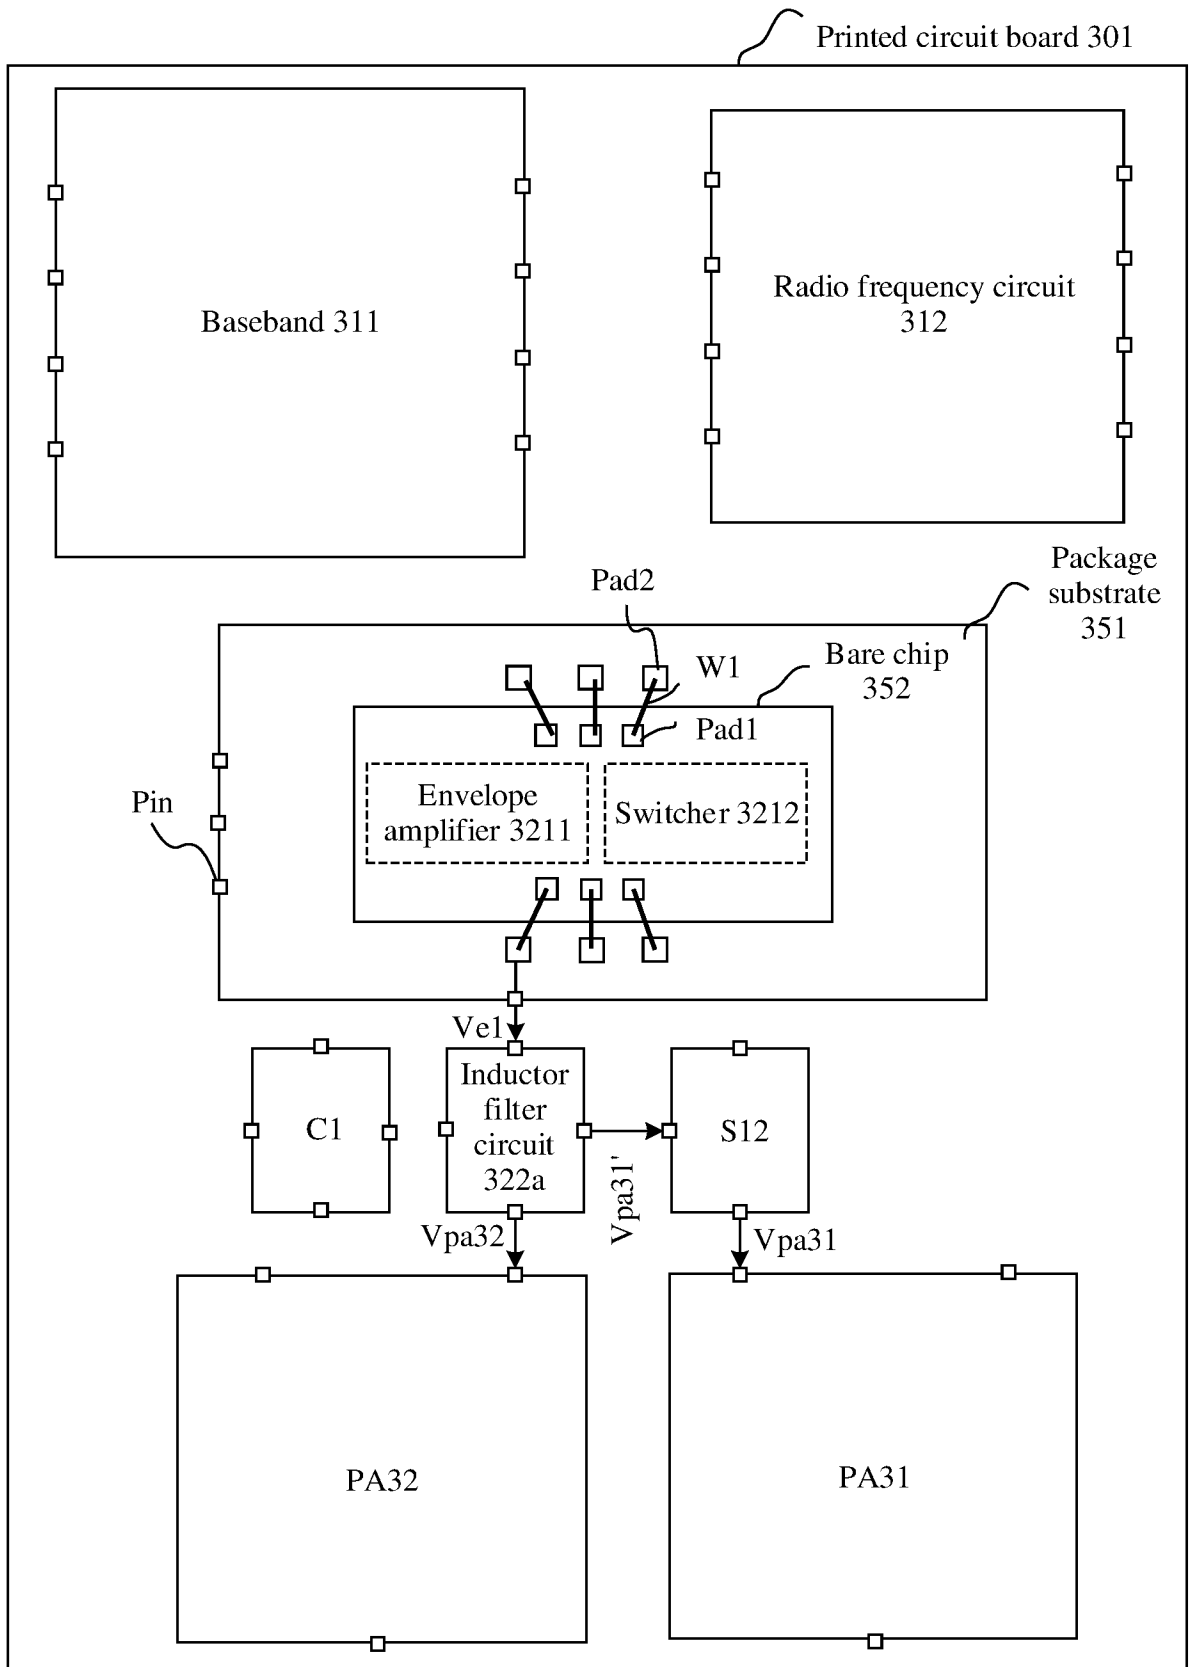 Printed circuit board 301
Baseband 311
Radio frequency circuit
312
Package
substrate
351
Pad2
W1
Bare chip
352
Pad1
Pin
Envelope
amplifier 3211
Switcher 3212
Ve1
C1
Inductor
filter
circuit
322a
Vpa31'
S12
Vpa32
Vpa31
PA32
PA31